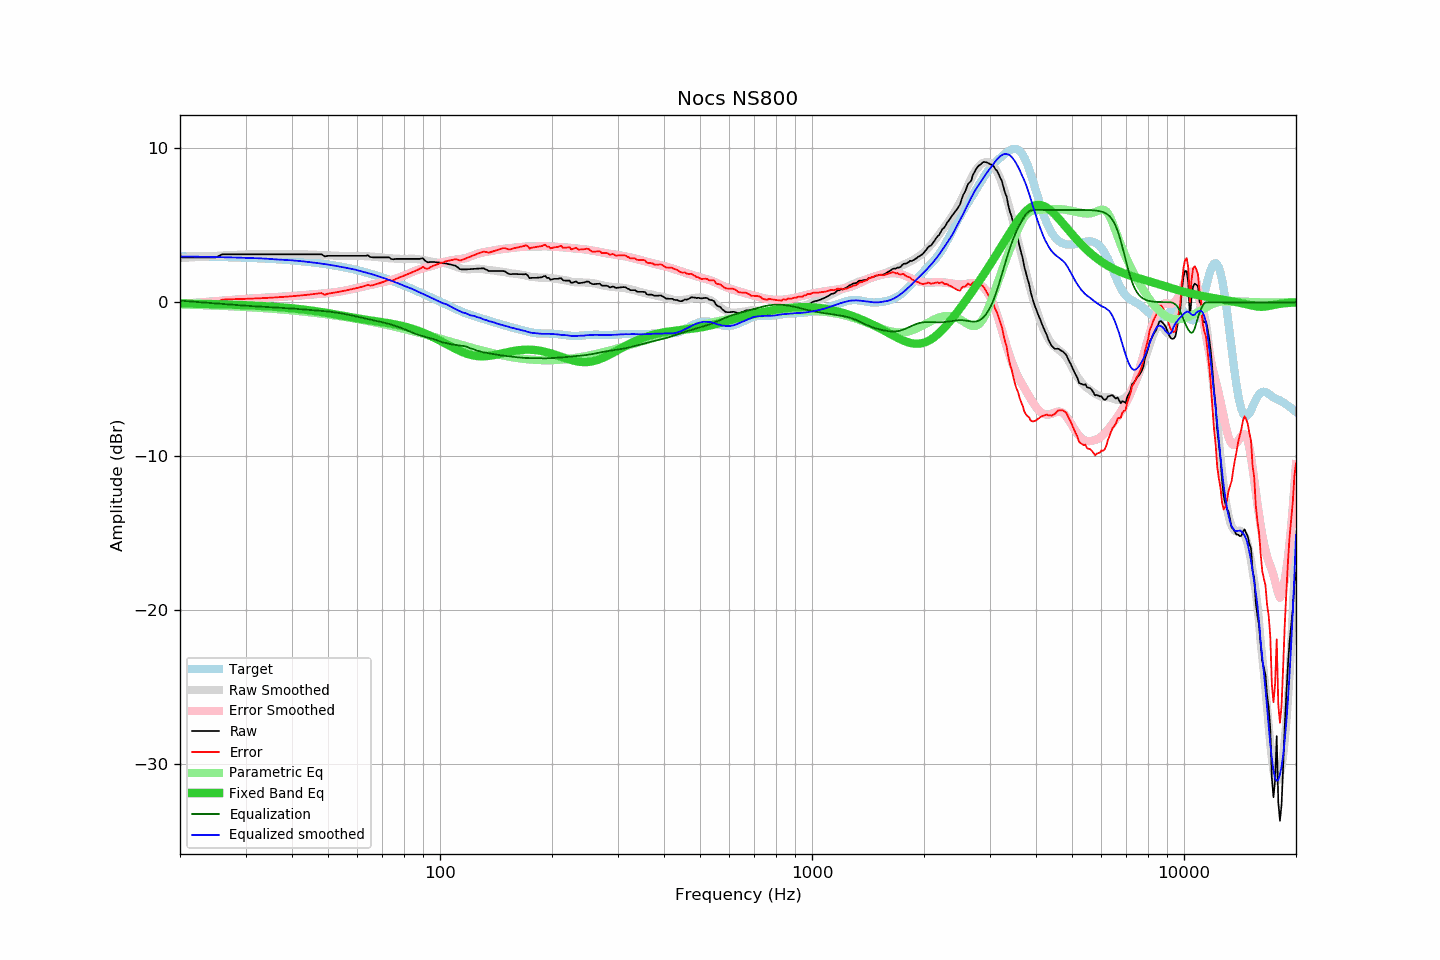 Nocs NS800
10
0
−10
−20
−30
Amplitude (dBr)
Target
Raw Smoothed
Error Smoothed
Raw
Error
Parametric Eq
Fixed Band Eq
Equalization
Equalized smoothed
100
1000
10000
Frequency (Hz)